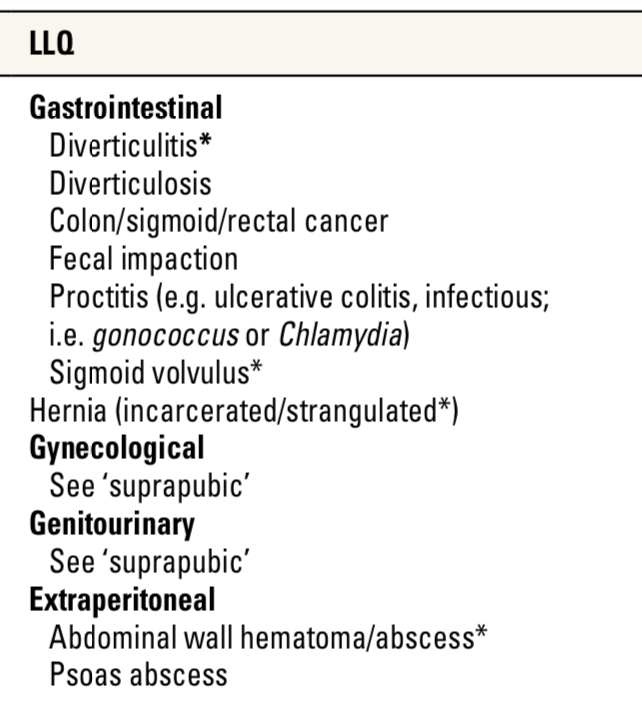 LLQ
Gastrointestinal
Diverticulitis*
Diverticulosis
Colon/sigmoid/rectal cancer
Fecal impaction
Proctitis (e.g. ulcerative colitis, infectious;
i.e. gonococcus or Chlamydia)
Sigmoid volvulus*
Hernia (incarcerated/strangulated*)
Gynecological
See ‘suprapubic’
Genitourinary
See ‘suprapubic’
Extraperitoneal
Abdominal wall hematoma/abscess*
Psoas abscess